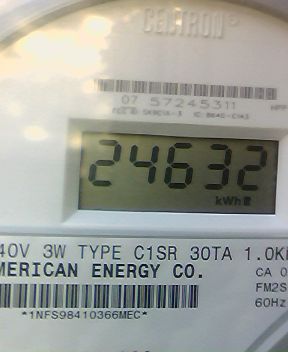 CELTRON
07 57245311
24632
kWh
40V 3W TYPE C1SR 30TA 1.0K
MERICAN ENERGY CO.
CA 0
FM2S
60Hz
*1NFS98410366MEC*